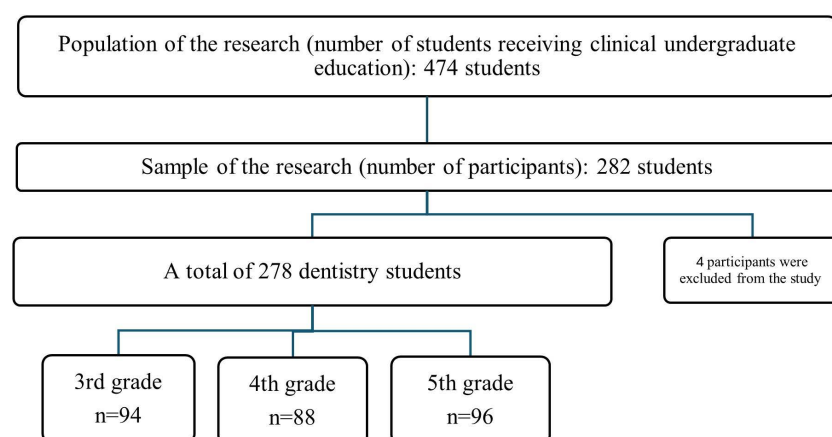 Population of the research (number of students receiving clinical undergraduate
education): 474 students
Sample of the research (number of participants): 282 students
A total of 278 dentistry students
4 participants were
excluded from the study
3rd grade
n=94
4th grade
n=88
5th grade
n=96